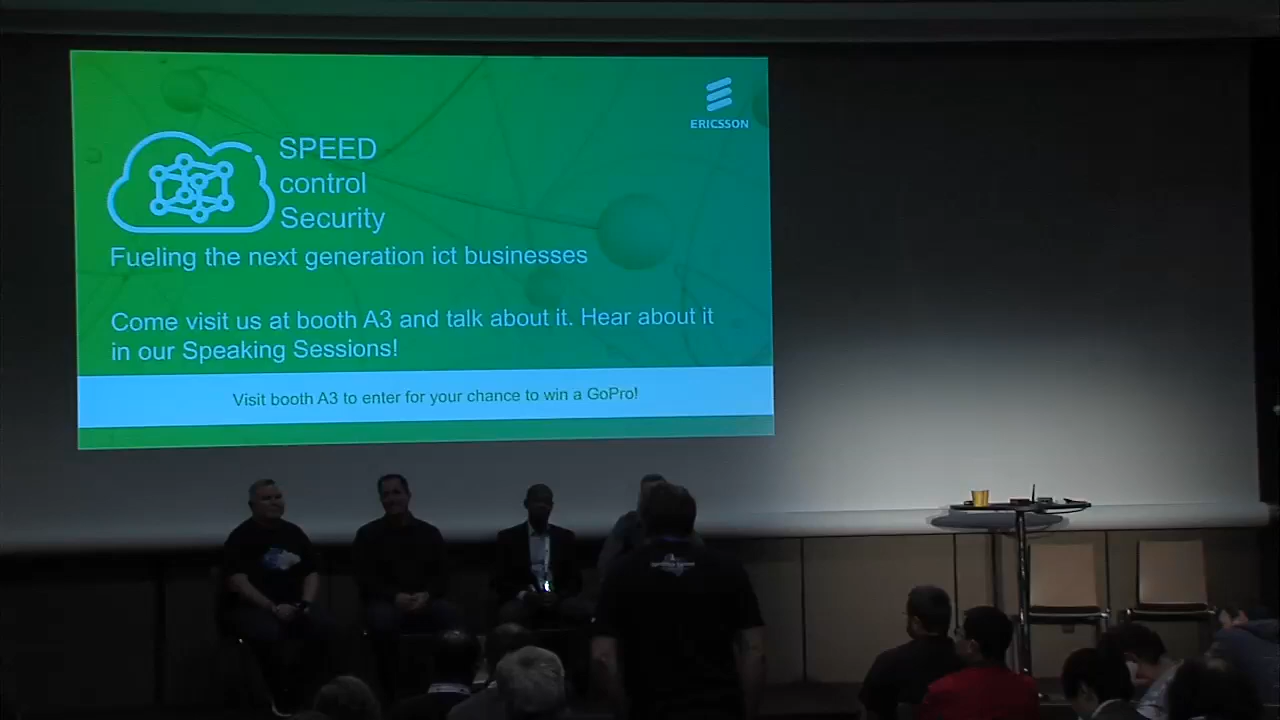 ERICSSON
SPEED
control
Security
Fueling the next generation ict businesses
Come visit us at booth A3 and talk about it. Hear about it
in our Speaking Sessions!
Visit booth A3 to enter for your chance to win a GoPro!